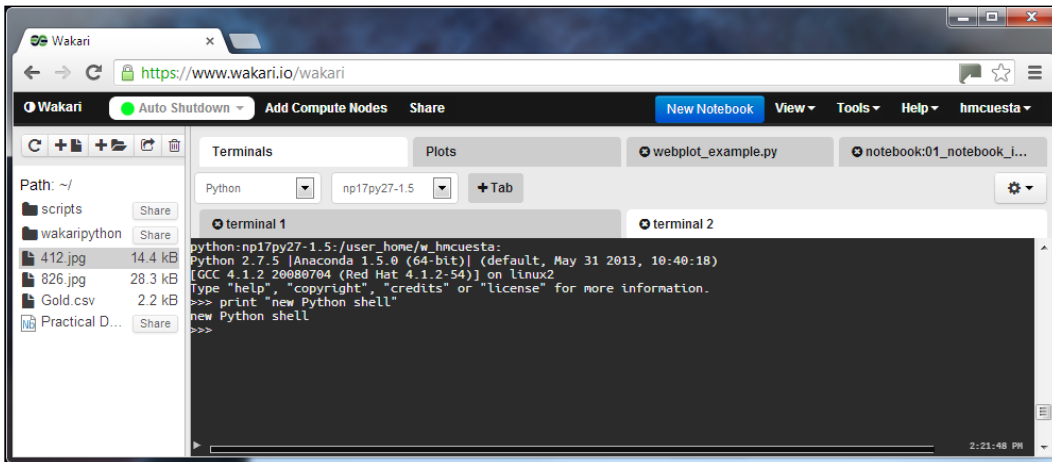 Wakari
https://www.wakari.io/wakari
Wakari Auto Shutdown Add Compute Nodes Share New Notebook View Tools Help hmcuesta
Terminals Plots webplot_example.py notebook:01_notebook_i...
Path: ~/
Python np17py27-1.5 +Tab
scripts Share
wakaripython Share
412.jpg 14.4 kB
826.jpg 28.3 kB
Gold.csv 2.2 kB
Practical D... Share
terminal 1 terminal 2
python:np17py27-1.5:/user_home/w_hmcuesta:
Python 2.7.5 |Anaconda 1.5.0 (64-bit)| (default, May 31 2013, 10:40:18)
[GCC 4.1.2 20080704 (Red Hat 4.1.2-54)] on linux2
Type "help", "copyright", "credits" or "license" for more information.
>>> print "new Python shell"
new Python shell
>>>
2:21:48 PM